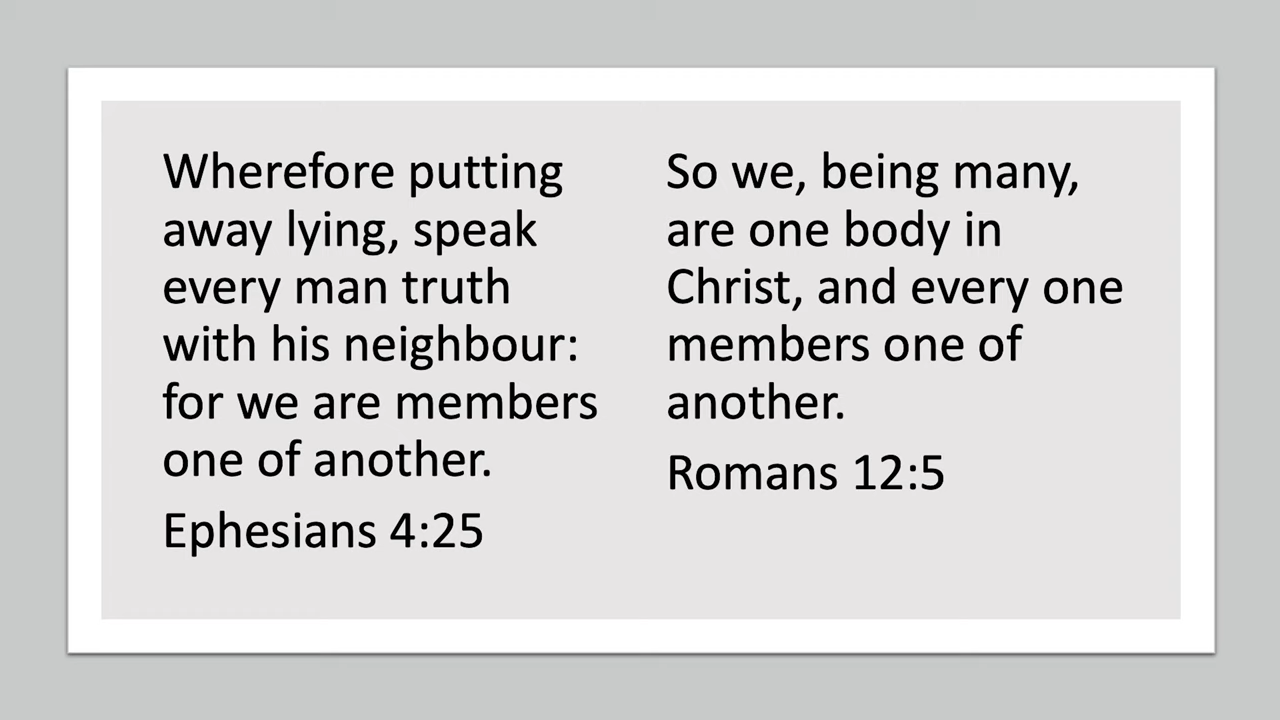 Wherefore putting
away lying, speak
every man truth
with his neighbour:
for we are members
one of another.
Ephesians 4:25
So we, being many,
are one body in
Christ, and every one
members one of
another.
Romans 12:5